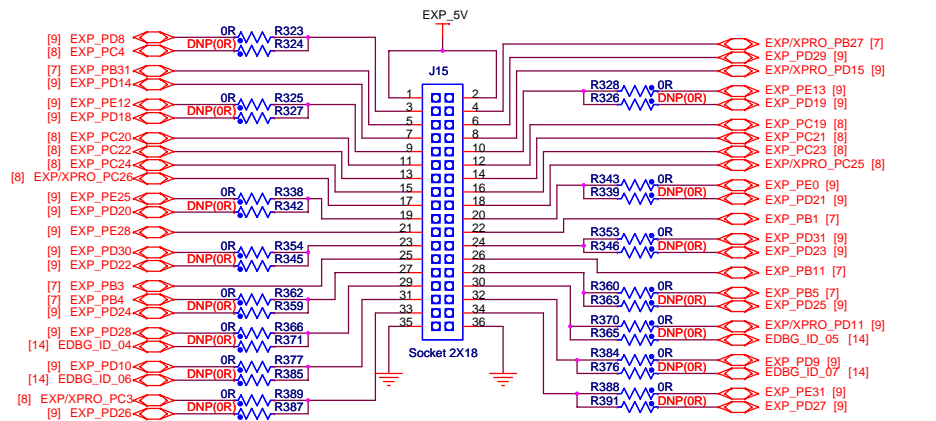 EXP_5V
J15
[9] EXP_PD8 0R R323
[8] EXP_PC4 DNP(0R) R324
[7] EXP_PB31
[9] EXP_PD14
[9] EXP_PE12 0R R325
[9] EXP_PD18 DNP(0R) R327
[8] EXP_PC20
[8] EXP_PC22
[8] EXP_PC24
[8] EXP/XPRO_PC26
[9] EXP_PE25 0R R338
[9] EXP_PD20 DNP(0R) R342
[9] EXP_PE28
[9] EXP_PD30 0R R354
[9] EXP_PD22 DNP(0R) R345
[7] EXP_PB3
[7] EXP_PB4 0R R362
[9] EXP_PD24 DNP(0R) R359
[9] EXP_PD28 0R R366
[14] EDBG_ID_04 DNP(0R) R371
[9] EXP_PD10 0R R377
[14] EDBG_ID_06 DNP(0R) R385
[8] EXP/XPRO_PC3 0R R389
[9] EXP_PD26 DNP(0R) R387
1 2
3 4
5 6
7 8
9 10
11 12
13 14
15 16
17 18
19 20
21 22
23 24
25 26
27 28
29 30
31 32
33 34
35 36
Socket 2X18
EXP/XPRO_PB27 [7]
EXP_PD29 [9]
EXP/XPRO_PD15 [9]
R328 0R EXP_PE13 [9]
R326 DNP(0R) EXP_PD19 [9]
EXP_PC19 [8]
EXP_PC21 [8]
EXP_PC23 [8]
EXP/XPRO_PC25 [8]
R343 0R EXP_PE0 [9]
R339 DNP(0R) EXP_PD21 [9]
EXP_PB1 [7]
R353 0R EXP_PD31 [9]
R346 DNP(0R) EXP_PD23 [9]
EXP_PB11 [7]
R360 0R EXP_PB5 [7]
R363 DNP(0R) EXP_PD25 [9]
R370 0R EXP/XPRO_PD11 [9]
R365 DNP(0R) EDBG_ID_05 [14]
R384 0R EXP_PD9 [9]
R376 DNP(0R) EDBG_ID_07 [14]
R388 0R EXP_PE31 [9]
R391 DNP(0R) EXP_PD27 [9]